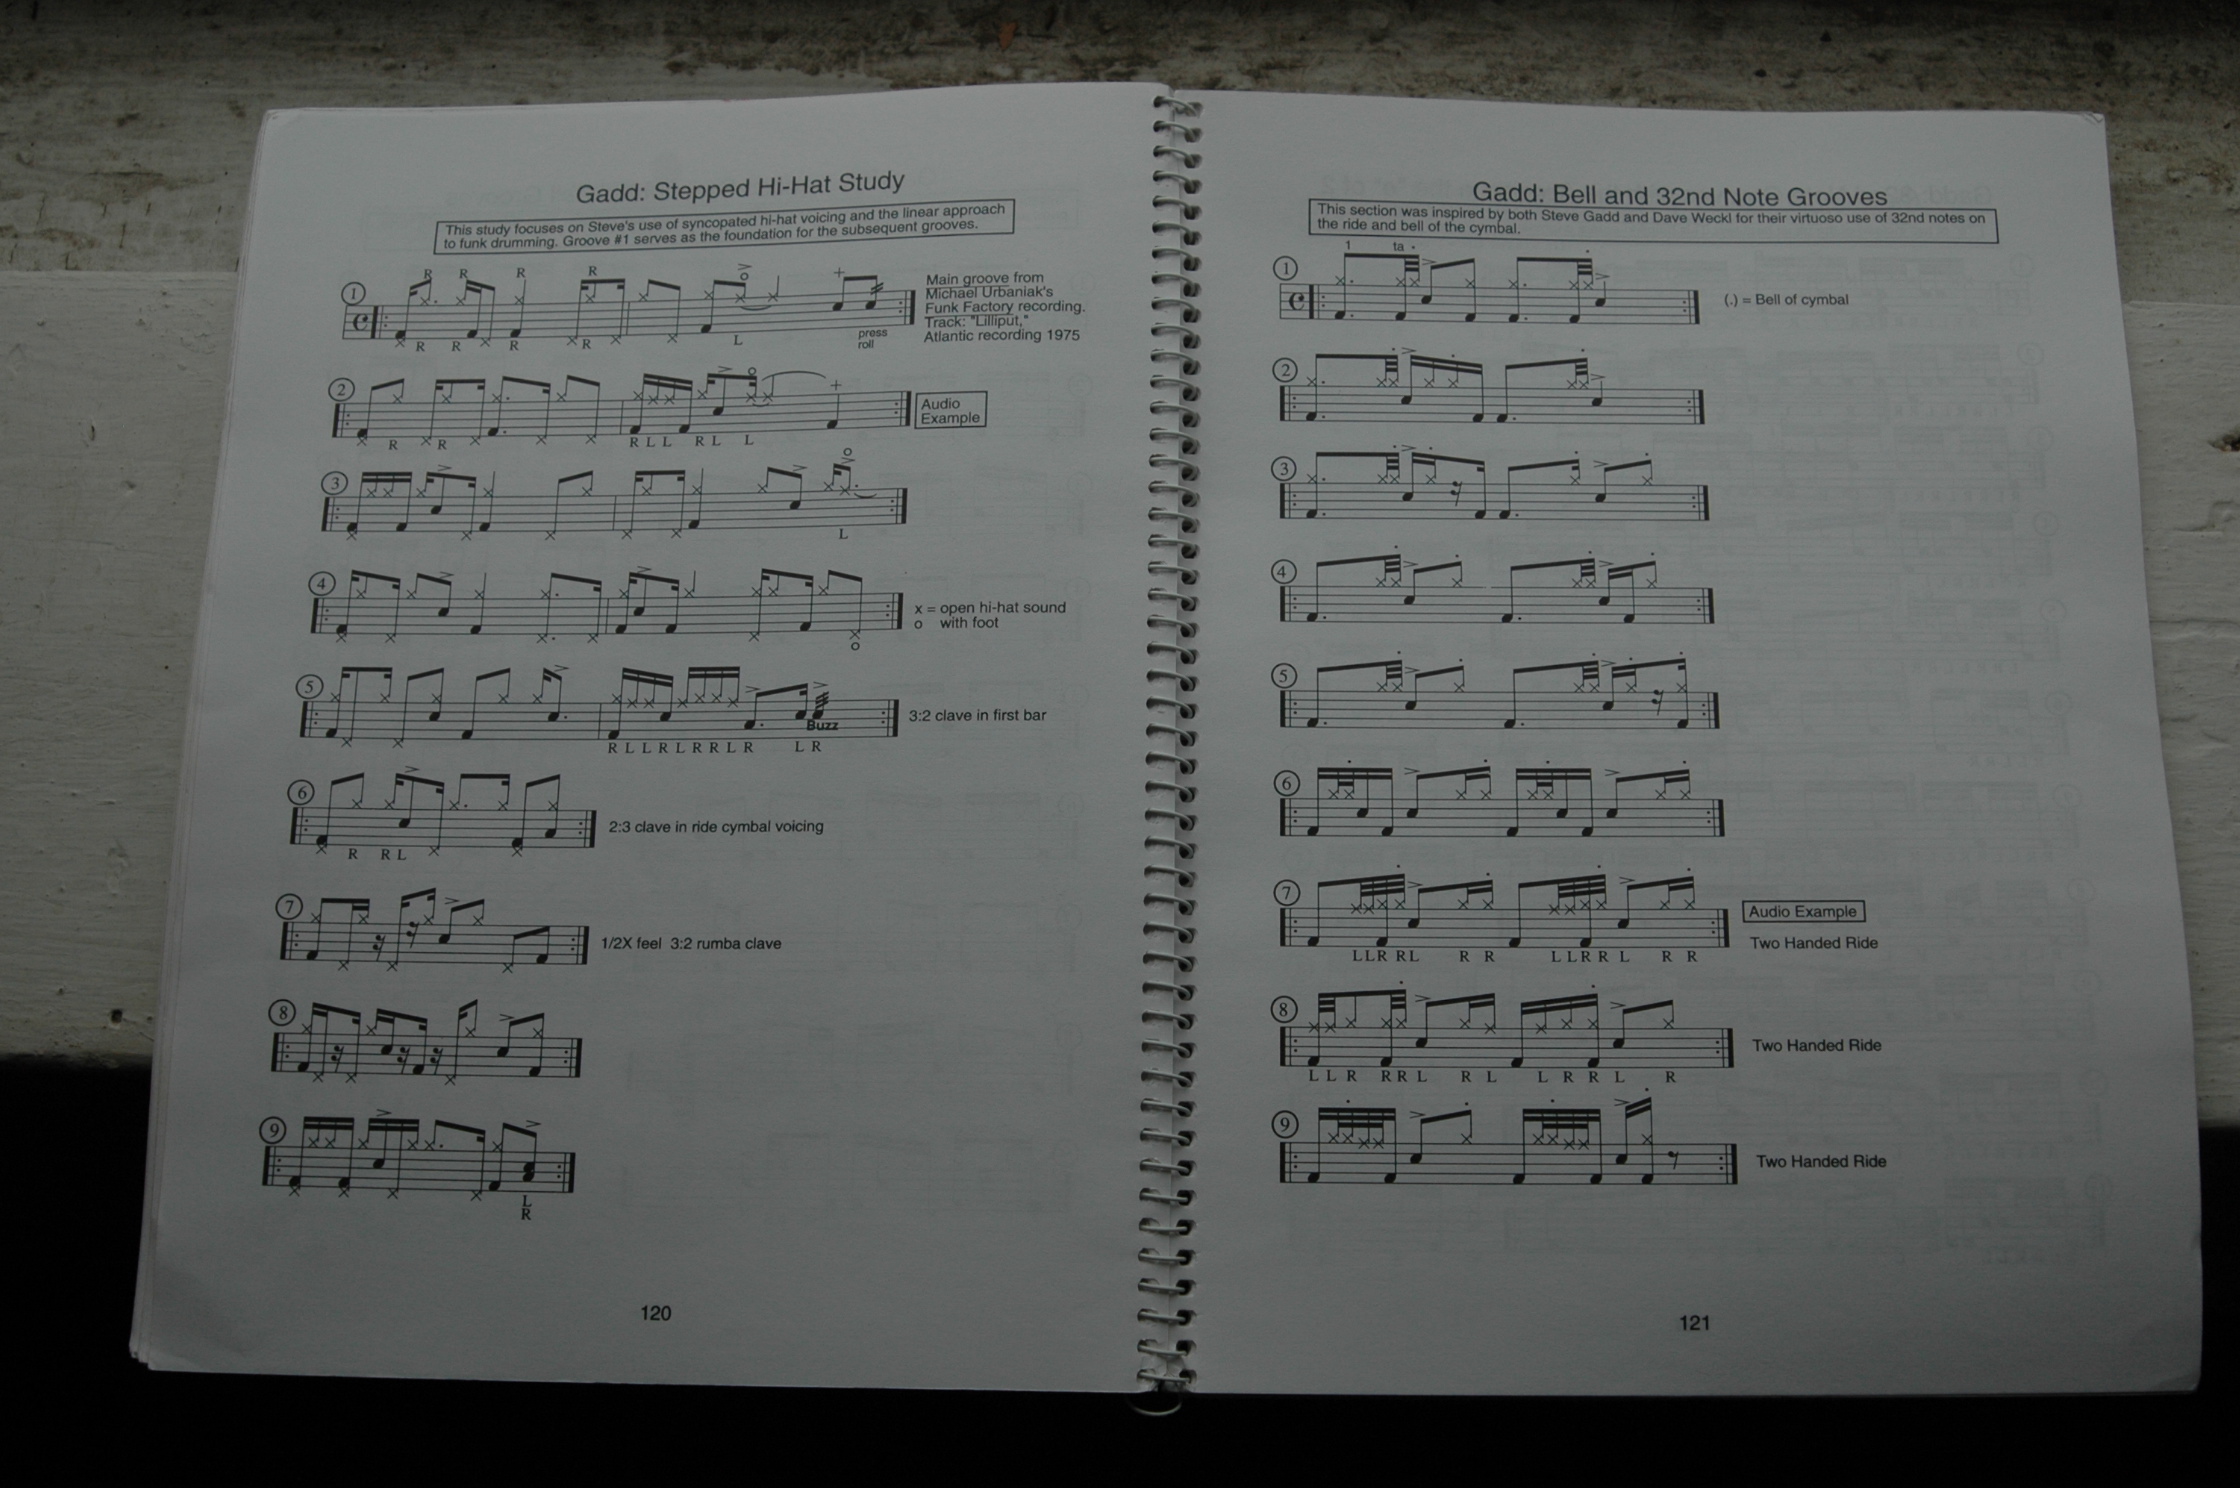 Gadd: Stepped Hi-Hat Study
This study focuses on Steve's use of syncopated hi-hat voicing and the linear approach
to funk drumming. Groove #1 serves as the foundation for the subsequent grooves.
R R R R
1
Main groove from
Michael Urbaniak's
Funk Factory recording.
Track: "Lilliput,"
Atlantic recording 1975
R R R R L press
roll
2
Audio
Example
R R R R L L R L L
3
L
4
x = open hi-hat sound
o with foot
5
Buzz
3:2 clave in first bar
R L L R L R R L R L R
6
2:3 clave in ride cymbal voicing
R R L
7
1/2X feel 3:2 rumba clave
8
9
L
R
120
Gadd: Bell and 32nd Note Grooves
This section was inspired by both Steve Gadd and Dave Weckl for their virtuoso use of 32nd notes on
the ride and bell of the cymbal.
1 ta
1
(.) = Bell of cymbal
2
3
4
5
6
7
Audio Example
Two Handed Ride
L L R R L R R L L R R L R R
8
Two Handed Ride
L L R R R L R L L R R L R
9
Two Handed Ride
121